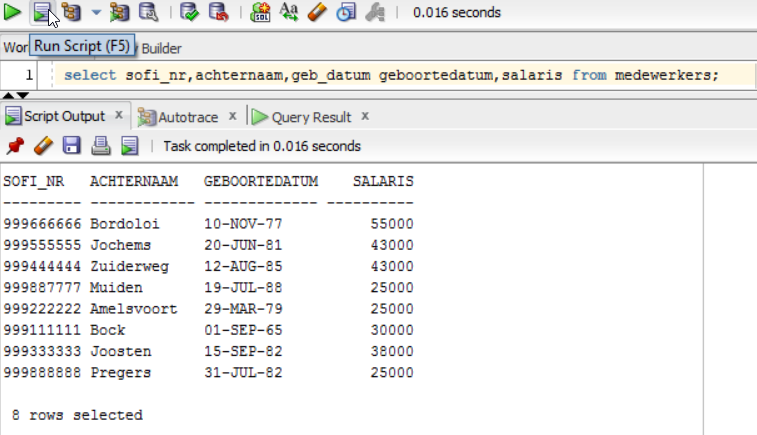 0.016 seconds
Wor Run Script (F5) Builder
1 select sofi_nr,achternaam,geb_datum geboortedatum,salaris from medewerkers;
Script Output x Autotrace x Query Result x
Task completed in 0.016 seconds
SOFI_NR ACHTERNAAM GEBOORTEDATUM SALARIS
--------- ------------ ------------- ----------
999666666 Bordoloi 10-NOV-77 55000
999555555 Jochems 20-JUN-81 43000
999444444 Zuiderweg 12-AUG-85 43000
999887777 Muiden 19-JUL-88 25000
999222222 Amelsvoort 29-MAR-79 25000
999111111 Bock 01-SEP-65 30000
999333333 Joosten 15-SEP-82 38000
999888888 Pregers 31-JUL-82 25000
8 rows selected